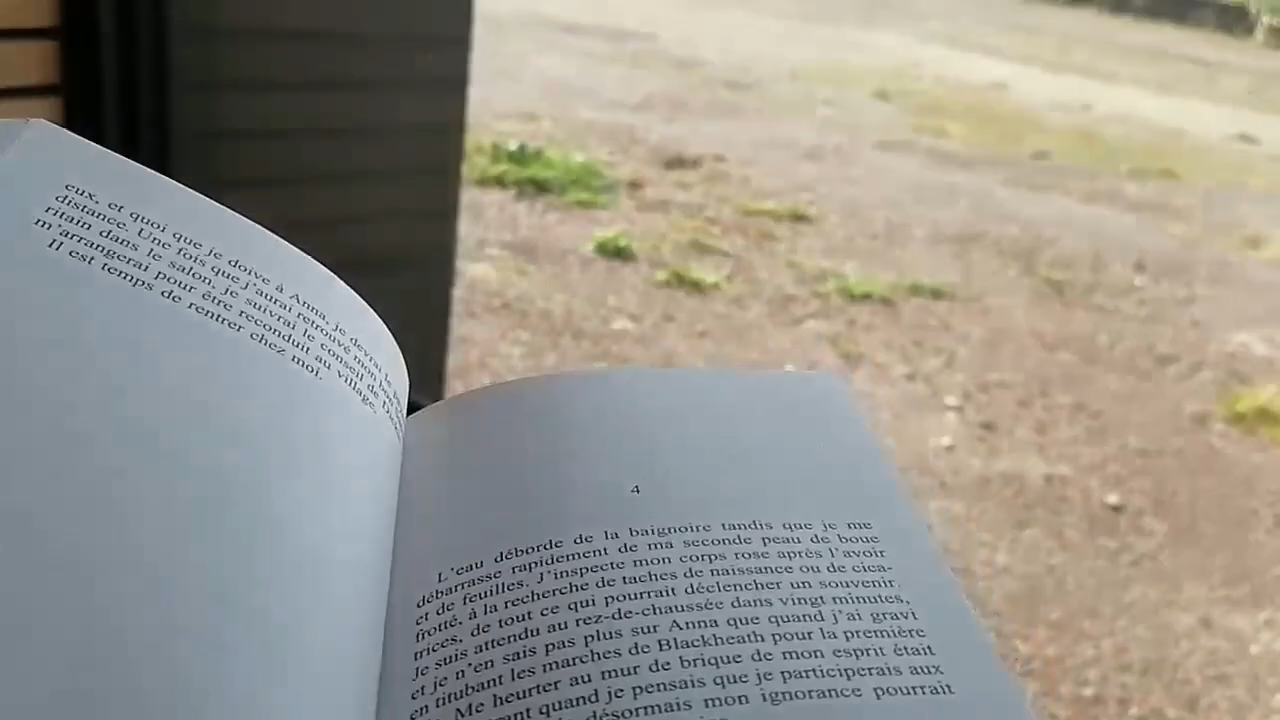 eux, et quoi que je doive à Anna, je devrai le
distance. Une fois que j'aurai retrouvé mon bon
ritain dans le salon, je suivrai le conseil de
m'arrangerai pour être reconduit au village.
Il est temps de rentrer chez moi.
4
L'eau déborde de la baignoire tandis que je me
débarrasse rapidement de ma seconde peau de boue
et de feuilles. J'inspecte mon corps rose après l'avoir
frotté, à la recherche de taches de naissance ou de cica-
trices, de tout ce qui pourrait déclencher un souvenir.
Je suis attendu au rez-de-chaussée dans vingt minutes,
et je n'en sais pas plus sur Anna que quand j'ai gravi
en titubant les marches de Blackheath pour la première
Me heurter au mur de brique de mon esprit était
quand je pensais que je participerais aux
désormais mon ignorance pourrait